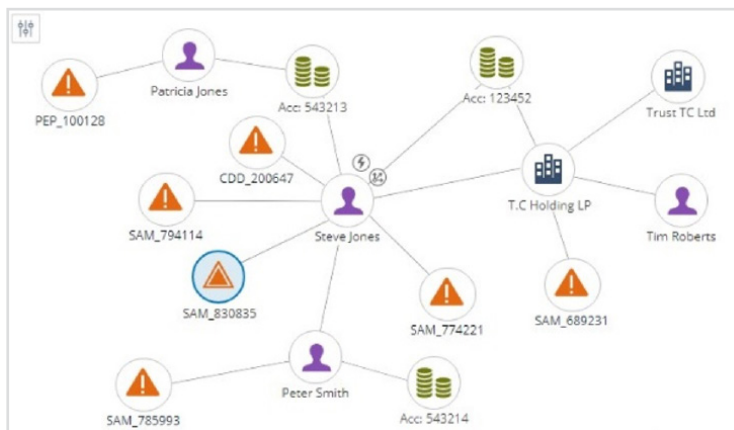 Patricia Jones
PEP_100128
Acc: 543213
Acc: 123452
Trust TC Ltd
CDD_200647
T.C Holding LP
SAM_794114
Steve Jones
Tim Roberts
SAM_830835
SAM_774221
SAM_689231
Peter Smith
SAM_785993
Acc: 543214